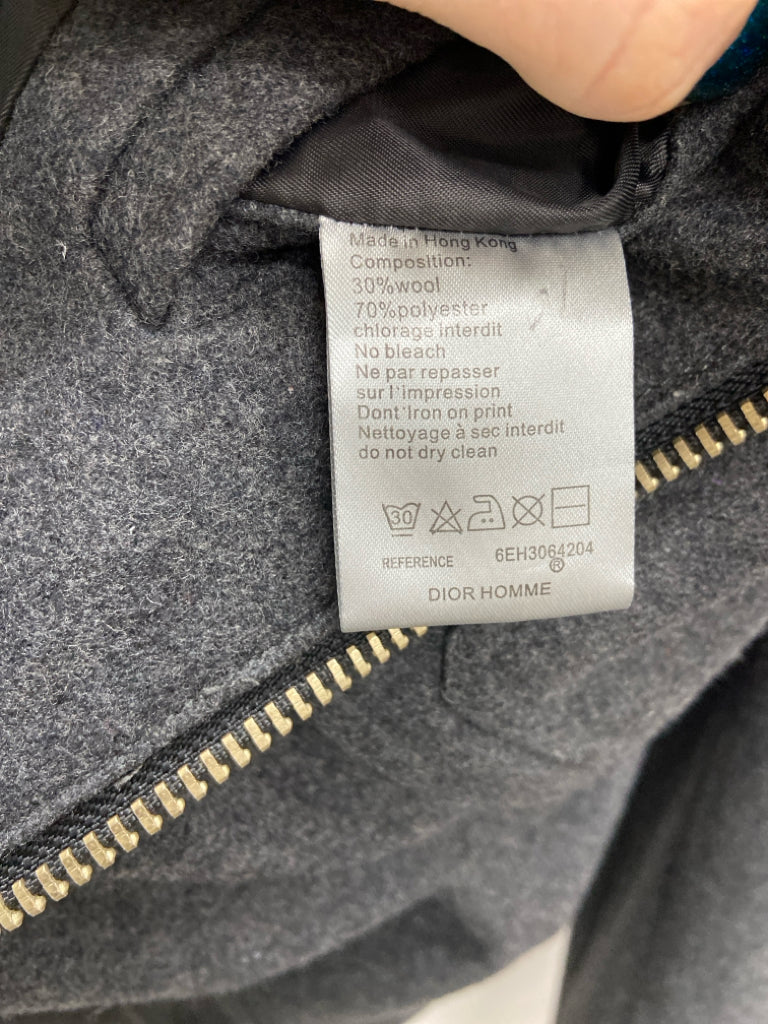 Made in Hong Kong
Composition:
30%wool
70%polyester
chlorage interdit
No bleach
Ne par repasser
sur l'impression
Dont'Iron on print
Nettoyage à sec interdit
do not dry clean
30
REFERENCE 6EH3064204
®
DIOR HOMME